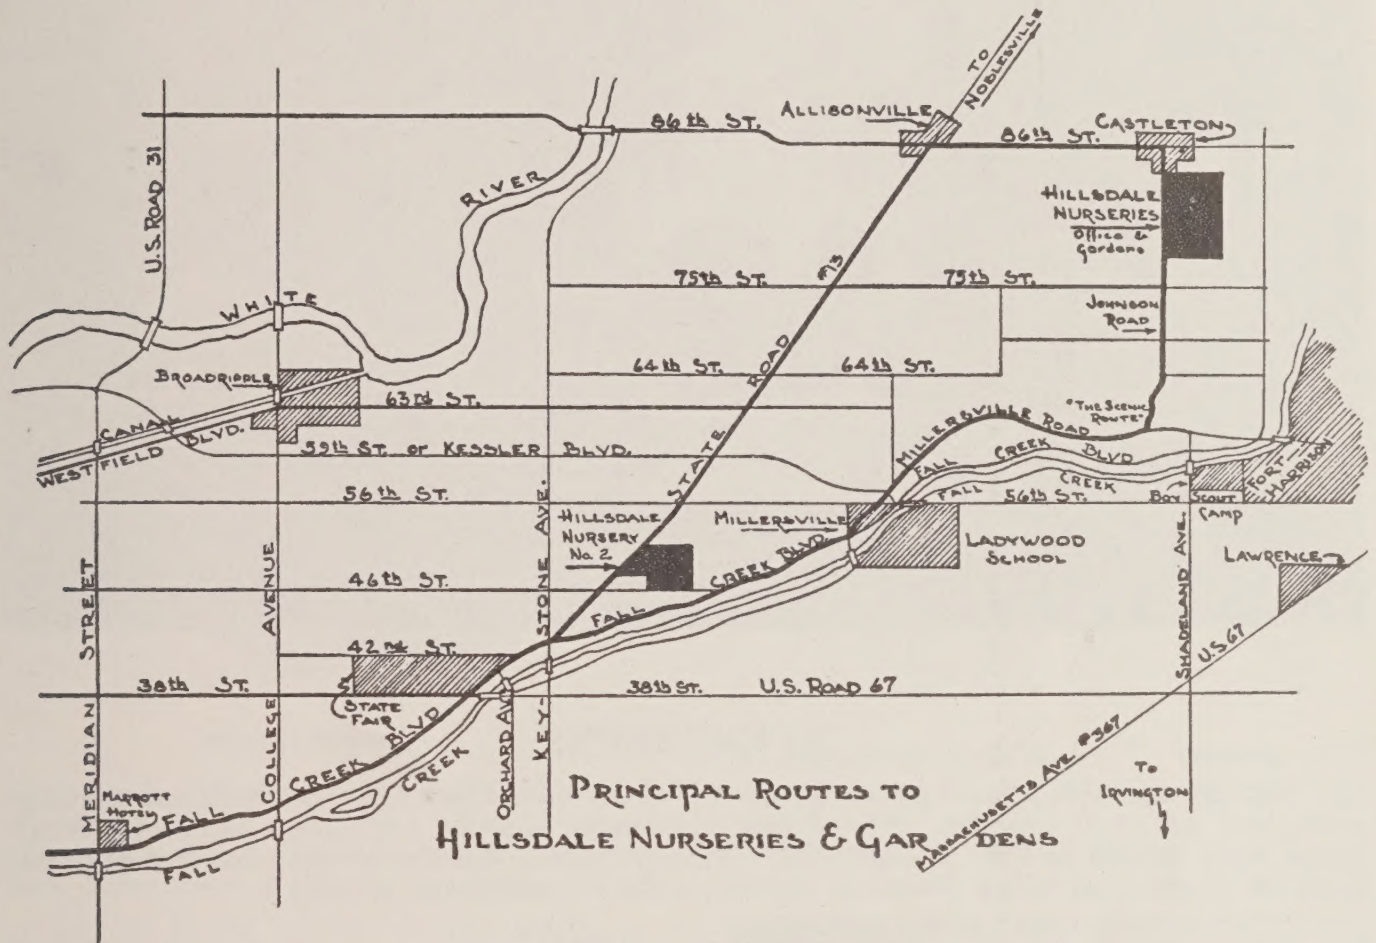 TO
NOBLESVILLE
ALLISONVILLE
86th ST.
86th ST.
CASTLETON
U.S. ROAD 31
RIVER
WHITE
HILLSDALE
NURSERIES
Office &
Gardens
75th ST.
#13
75th ST.
JOHNSON
ROAD
BROADRIPPLE
64th ST.
ROAD
64th ST.
63rd ST.
"THE SCENIC
ROUTE"
CANAL
BLVD.
WESTFIELD
59th ST. OR KESSLER BLVD.
MILLERSVILLE ROAD
FALL CREEK BLVD
FALL CREEK
56th ST.
STATE
56th ST.
BOY SCOUT
CAMP
FORT
HARRISON
HILLSDALE
NURSERY
No. 2
MILLERSVILLE
LADYWOOD
SCHOOL
LAWRENCE
46th ST.
FALL CREEK BLVD.
MERIDIAN STREET
COLLEGE AVENUE
KEY-STONE AVE.
SHADELAND AVE.
U.S. 67
42nd ST.
38th ST.
STATE
FAIR
38th ST. U.S. ROAD 67
ORCHARD AV.
MARROTT
HOTEL
FALL CREEK BLVD
FALL CREEK
MASSACHUSETTS AVE #367
TO
IRVINGTON
PRINCIPAL ROUTES TO
HILLSDALE NURSERIES & GAR DENS